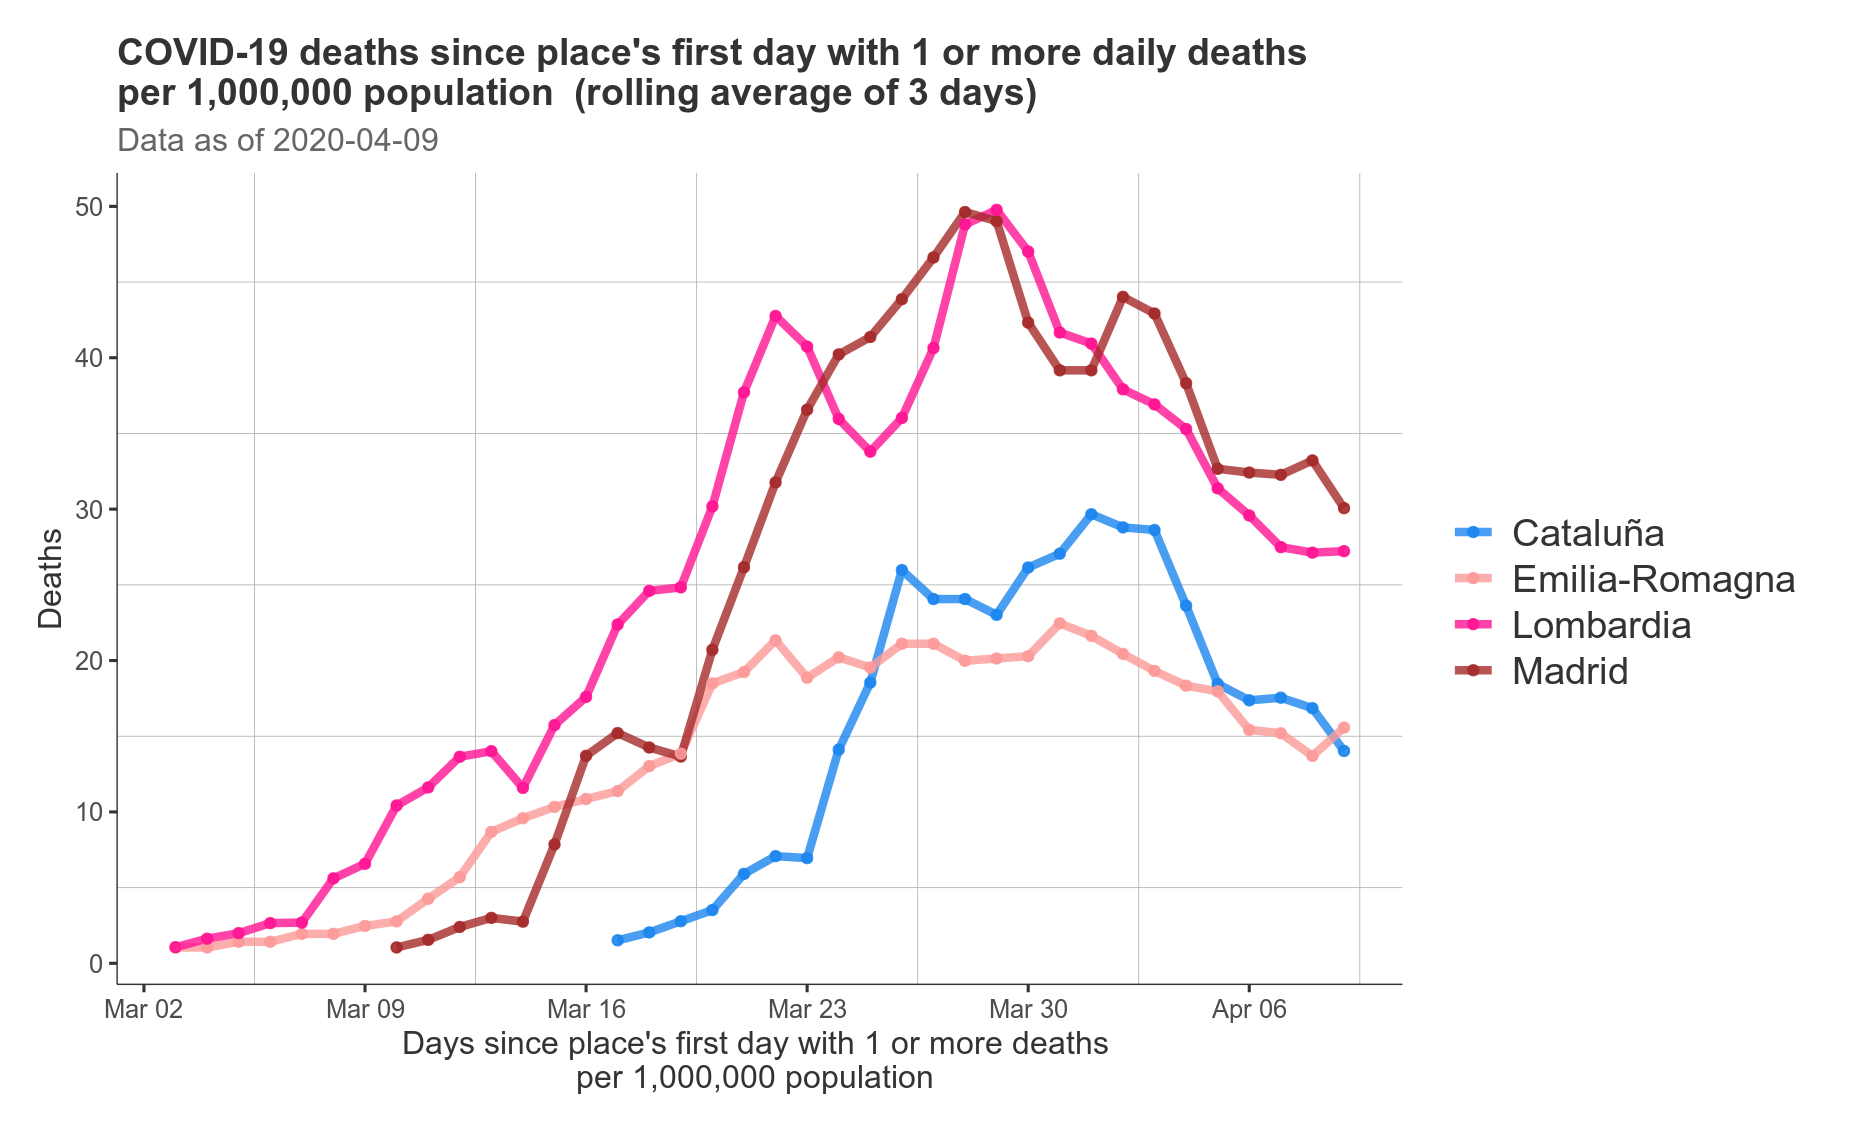 COVID-19 deaths since place's first day with 1 or more daily deaths
per 1,000,000 population (rolling average of 3 days)
Data as of 2020-04-09
50
40
30
20
10
0
Deaths
Mar 02
Mar 09
Mar 16
Mar 23
Mar 30
Apr 06
Days since place's first day with 1 or more deaths
per 1,000,000 population
Cataluña
Emilia-Romagna
Lombardia
Madrid